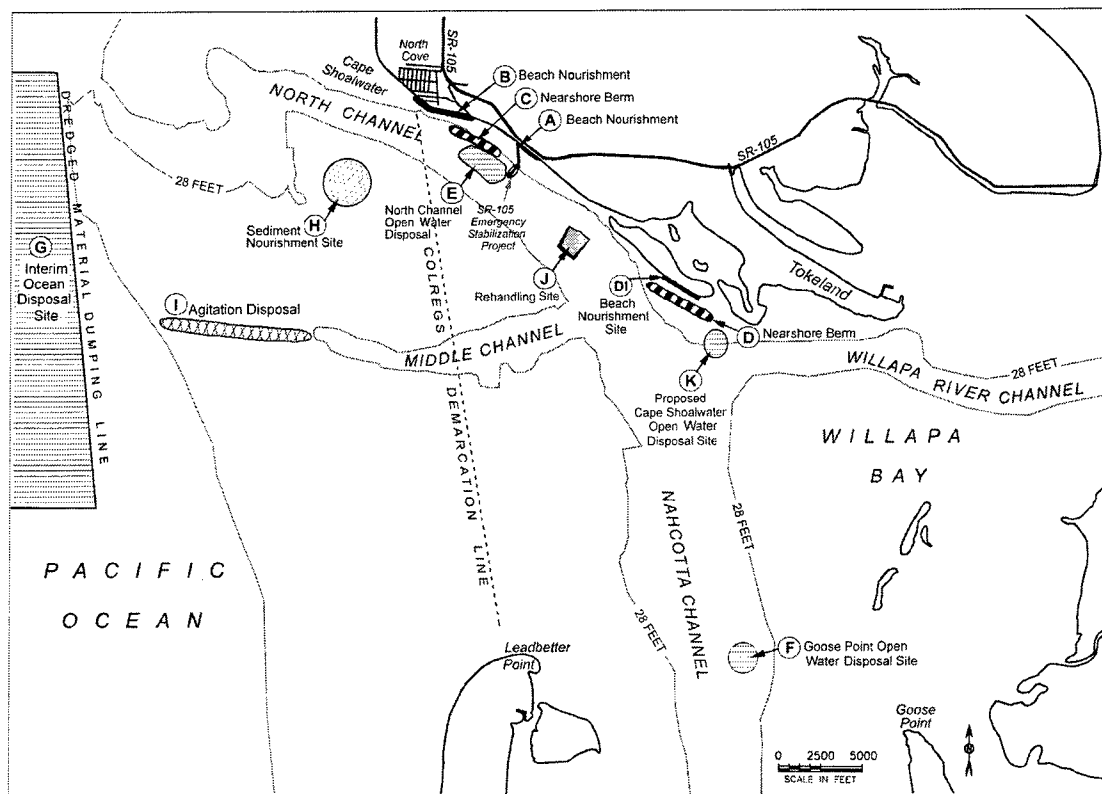 North
Cove
SR-105
Cape
Shoalwater
B Beach Nourishment
C Nearshore Berm
A Beach Nourishment
NORTH CHANNEL
28 FEET
DREDGED MATERIAL DUMPING LINE
G
Interim
Ocean
Disposal
Site
H
Sediment
Nourishment Site
E
North Channel
Open Water
Disposal
SR-105
Emergency
Stabilization
Project
J
Rehandling Site
SR-105
Tokeland
DI
Beach
Nourishment
Site
D Nearshore Berm
I Agitation Disposal
MIDDLE CHANNEL
COLREGS DEMARCATION LINE
K
Proposed
Cape Shoalwater
Open Water
Disposal Site
28 FEET
WILLAPA RIVER CHANNEL
WILLAPA
BAY
PACIFIC
OCEAN
NAHCOTTA CHANNEL
28 FEET
28 FEET
Leadbetter
Point
F Goose Point Open
Water Disposal Site
Goose
Point
0 2500 5000
SCALE IN FEET